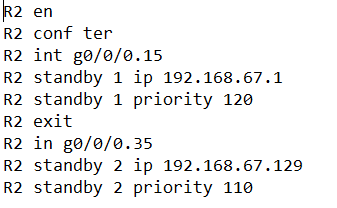 R2 en
R2 conf ter
R2 int g0/0/0.15
R2 standby 1 ip 192.168.67.1
R2 standby 1 priority 120
R2 exit
R2 in g0/0/0.35
R2 standby 2 ip 192.168.67.129
R2 standby 2 priority 110